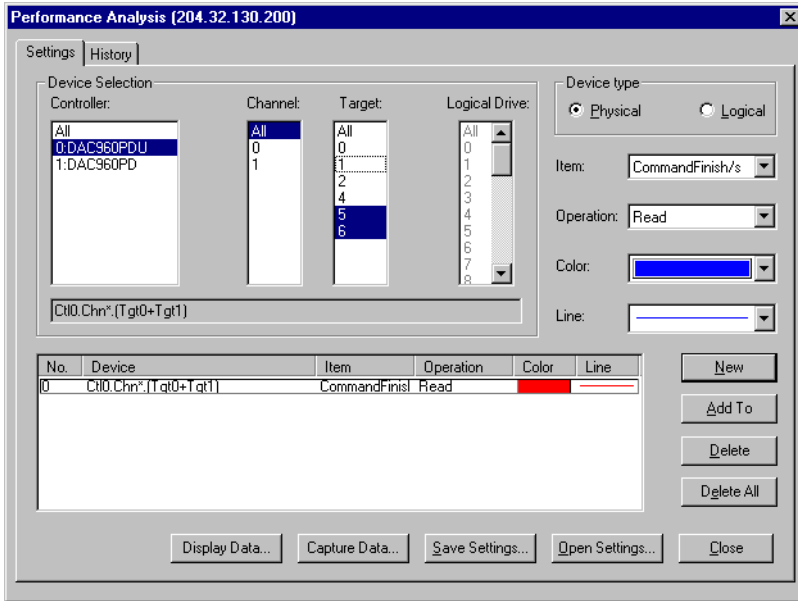 Performance Analysis (204.32.130.200)
Settings History
Device Selection
Controller: Channel: Target: Logical Drive:
All
0:DAC960PDU
1:DAC960PD
All
0
1
All
0
1
2
4
5
6
All
0
1
2
3
4
5
6
7
8
Ctl0.Chn*.(Tgt0+Tgt1)
Device type
Physical Logical
Item: CommandFinish/s
Operation: Read
Color:
Line:
No. Device Item Operation Color Line
0 Ctl0.Chn*.(Tgt0+Tgt1) CommandFinisl Read
New
Add To
Delete
Delete All
Display Data... Capture Data... Save Settings... Open Settings... Close